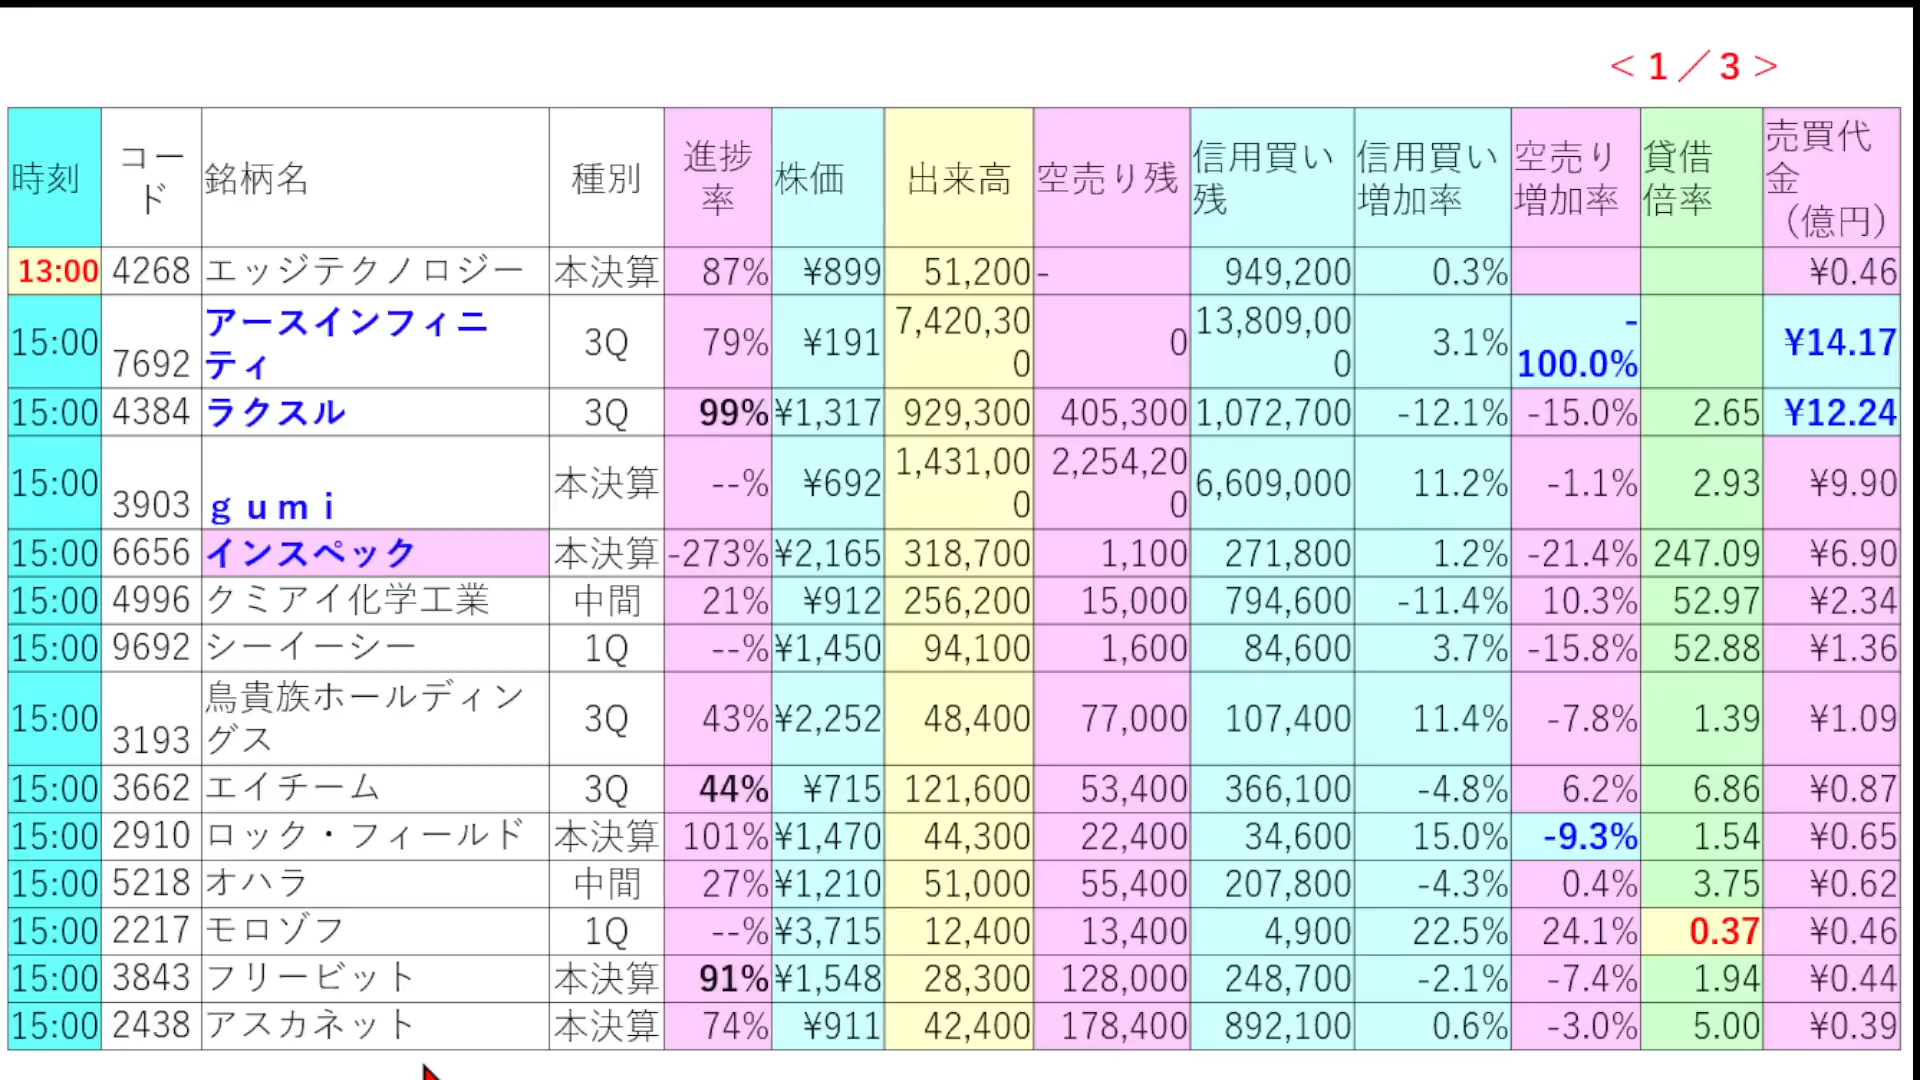 ＜１／３＞
時刻 コード 銘柄名 種別 進捗率 株価 出来高 空売り残 信用買い残 信用買い増加率 空売り増加率 貸借倍率 売買代金（億円）
13:00 4268 エッジテクノロジー 本決算 87% ¥899 51,200 - 949,200 0.3% ¥0.46
15:00 7692 アースインフィニティ 3Q 79% ¥191 7,420,300 0 13,809,000 3.1% -100.0% ¥14.17
15:00 4384 ラクスル 3Q 99% ¥1,317 929,300 405,300 1,072,700 -12.1% -15.0% 2.65 ¥12.24
15:00 3903 ｇｕｍｉ 本決算 --% ¥692 1,431,000 2,254,200 6,609,000 11.2% -1.1% 2.93 ¥9.90
15:00 6656 インスペック 本決算 -273% ¥2,165 318,700 1,100 271,800 1.2% -21.4% 247.09 ¥6.90
15:00 4996 クミアイ化学工業 中間 21% ¥912 256,200 15,000 794,600 -11.4% 10.3% 52.97 ¥2.34
15:00 9692 シーイーシー 1Q --% ¥1,450 94,100 1,600 84,600 3.7% -15.8% 52.88 ¥1.36
15:00 3193 鳥貴族ホールディングス 3Q 43% ¥2,252 48,400 77,000 107,400 11.4% -7.8% 1.39 ¥1.09
15:00 3662 エイチーム 3Q 44% ¥715 121,600 53,400 366,100 -4.8% 6.2% 6.86 ¥0.87
15:00 2910 ロック・フィールド 本決算 101% ¥1,470 44,300 22,400 34,600 15.0% -9.3% 1.54 ¥0.65
15:00 5218 オハラ 中間 27% ¥1,210 51,000 55,400 207,800 -4.3% 0.4% 3.75 ¥0.62
15:00 2217 モロゾフ 1Q --% ¥3,715 12,400 13,400 4,900 22.5% 24.1% 0.37 ¥0.46
15:00 3843 フリービット 本決算 91% ¥1,548 28,300 128,000 248,700 -2.1% -7.4% 1.94 ¥0.44
15:00 2438 アスカネット 本決算 74% ¥911 42,400 178,400 892,100 0.6% -3.0% 5.00 ¥0.39